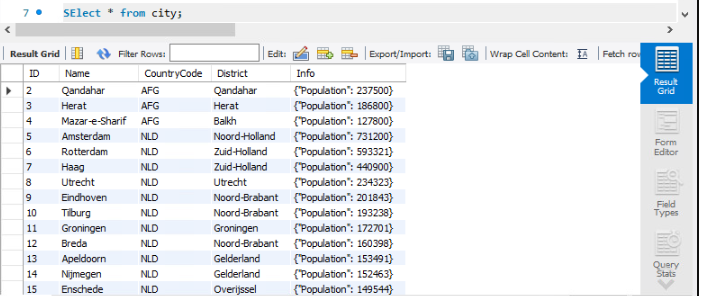 7 SElect * from city;
Result Grid Filter Rows: Edit: Export/Import: Wrap Cell Content: IA Fetch row
ID Name CountryCode District Info
2 Qandahar AFG Qandahar {"Population": 237500}
3 Herat AFG Herat {"Population": 186800}
4 Mazar-e-Sharif AFG Balkh {"Population": 127800}
5 Amsterdam NLD Noord-Holland {"Population": 731200}
6 Rotterdam NLD Zuid-Holland {"Population": 593321}
7 Haag NLD Zuid-Holland {"Population": 440900}
8 Utrecht NLD Utrecht {"Population": 234323}
9 Eindhoven NLD Noord-Brabant {"Population": 201843}
10 Tilburg NLD Noord-Brabant {"Population": 193238}
11 Groningen NLD Groningen {"Population": 172701}
12 Breda NLD Noord-Brabant {"Population": 160398}
13 Apeldoorn NLD Gelderland {"Population": 153491}
14 Nijmegen NLD Gelderland {"Population": 152463}
15 Enschede NLD Overijssel {"Population": 149544}
Result
Grid
Form
Editor
Field
Types
Query
Stats